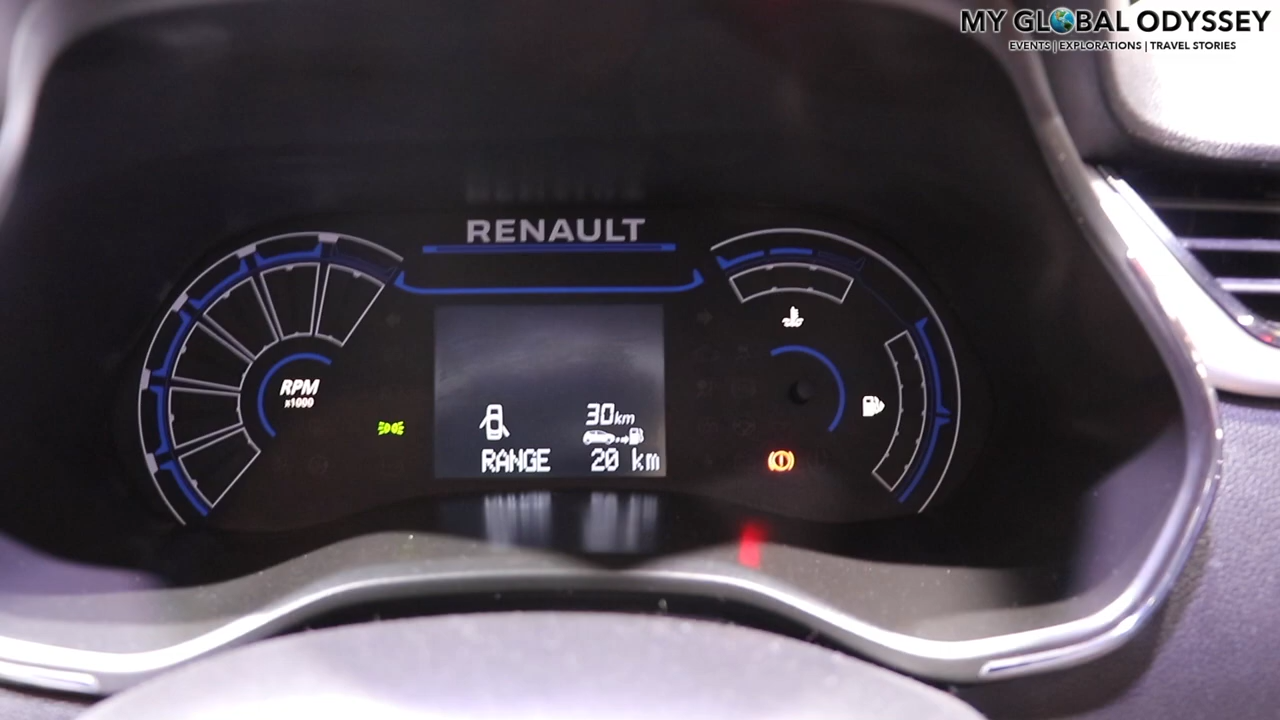 MY GLOBAL ODYSSEY
EVENTS | EXPLORATIONS | TRAVEL STORIES
RENAULT
RPM
x1000
30km
RANGE 20 km